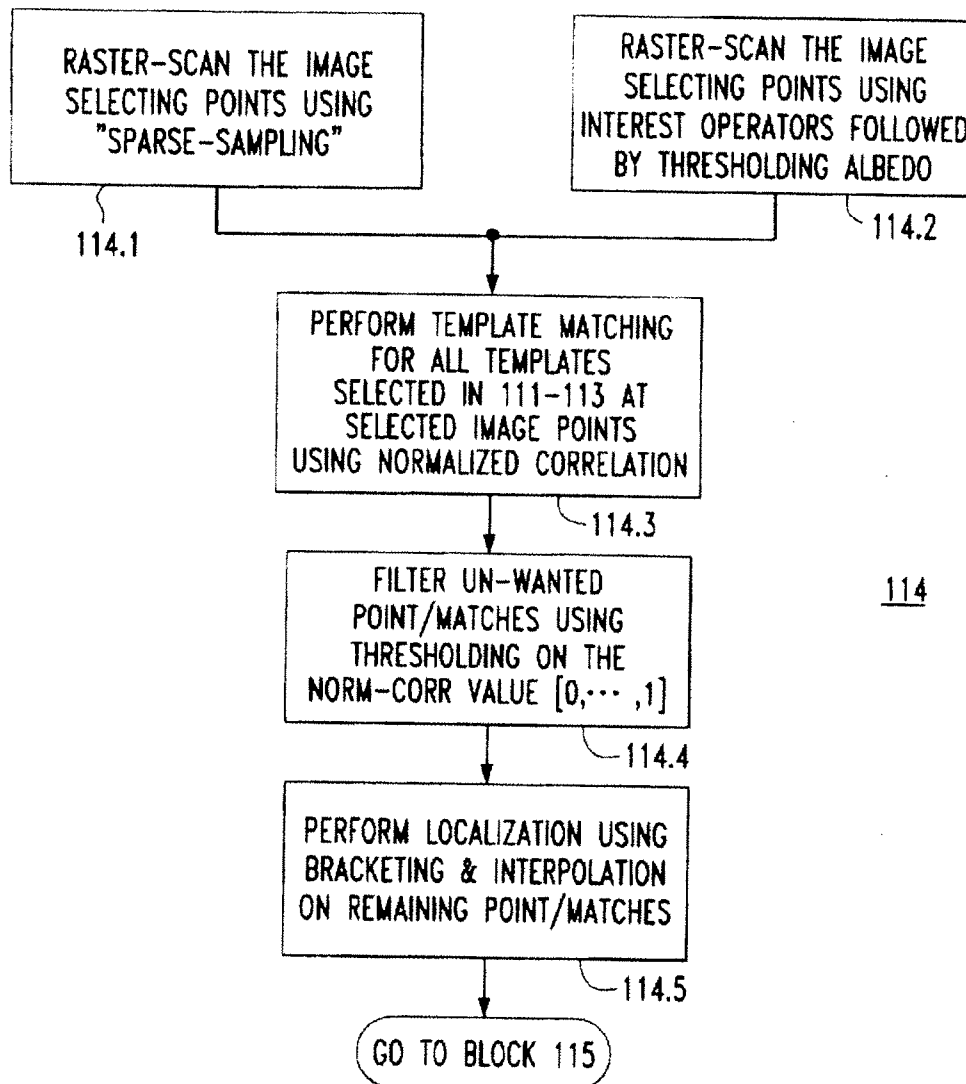 RASTER-SCAN THE IMAGE
SELECTING POINTS USING
"SPARSE-SAMPLING"
114.1
RASTER-SCAN THE IMAGE
SELECTING POINTS USING
INTEREST OPERATORS FOLLOWED
BY THRESHOLDING ALBEDO
114.2
PERFORM TEMPLATE MATCHING
FOR ALL TEMPLATES
SELECTED IN 111-113 AT
SELECTED IMAGE POINTS
USING NORMALIZED CORRELATION
114.3
FILTER UN-WANTED
POINT/MATCHES USING
THRESHOLDING ON THE
NORM-CORR VALUE [0,··· ,1]
114.4
114
PERFORM LOCALIZATION USING
BRACKETING & INTERPOLATION
ON REMAINING POINT/MATCHES
114.5
GO TO BLOCK 115